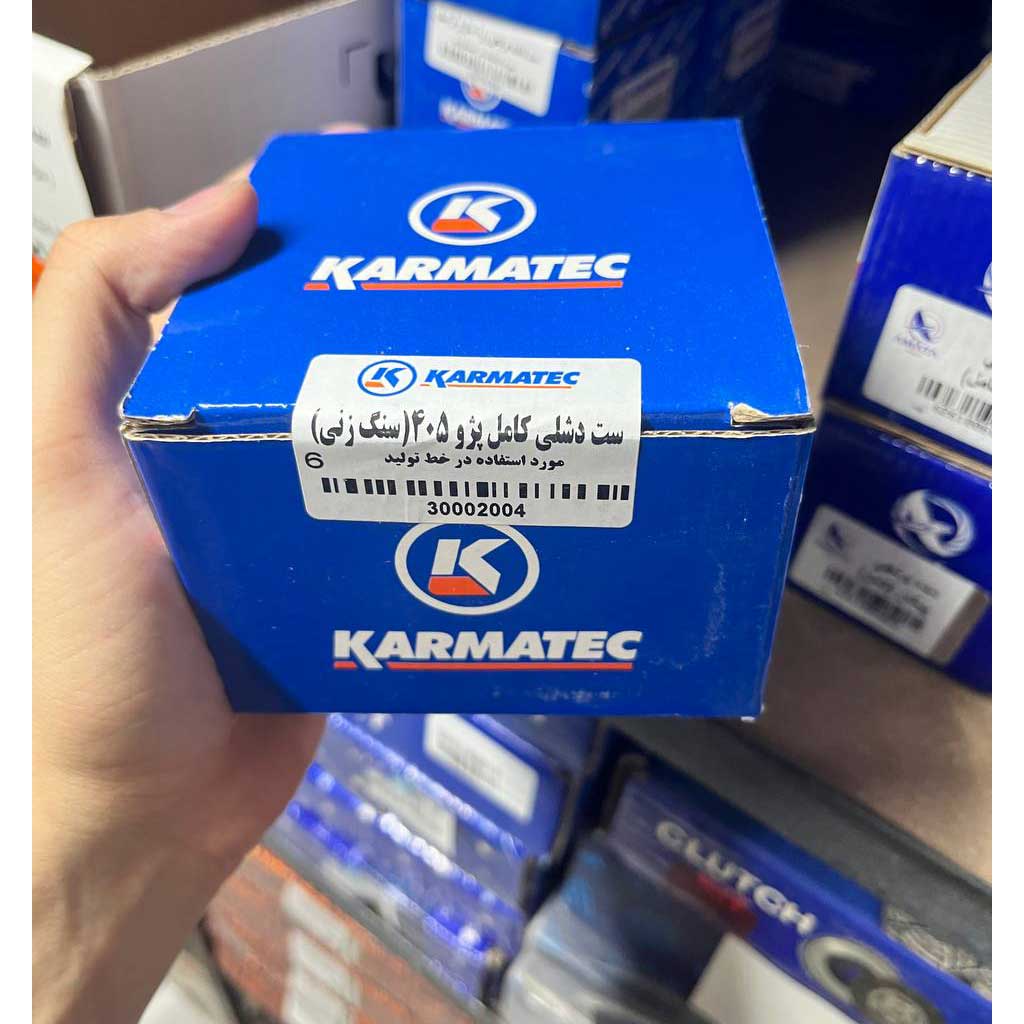 KARMATEC
KARMATEC
ست دشلی کامل پژو ۴۰۵(سنگ زنی)
مورد استفاده در خط تولید
6
30002004
KARMATEC
CLUTCH